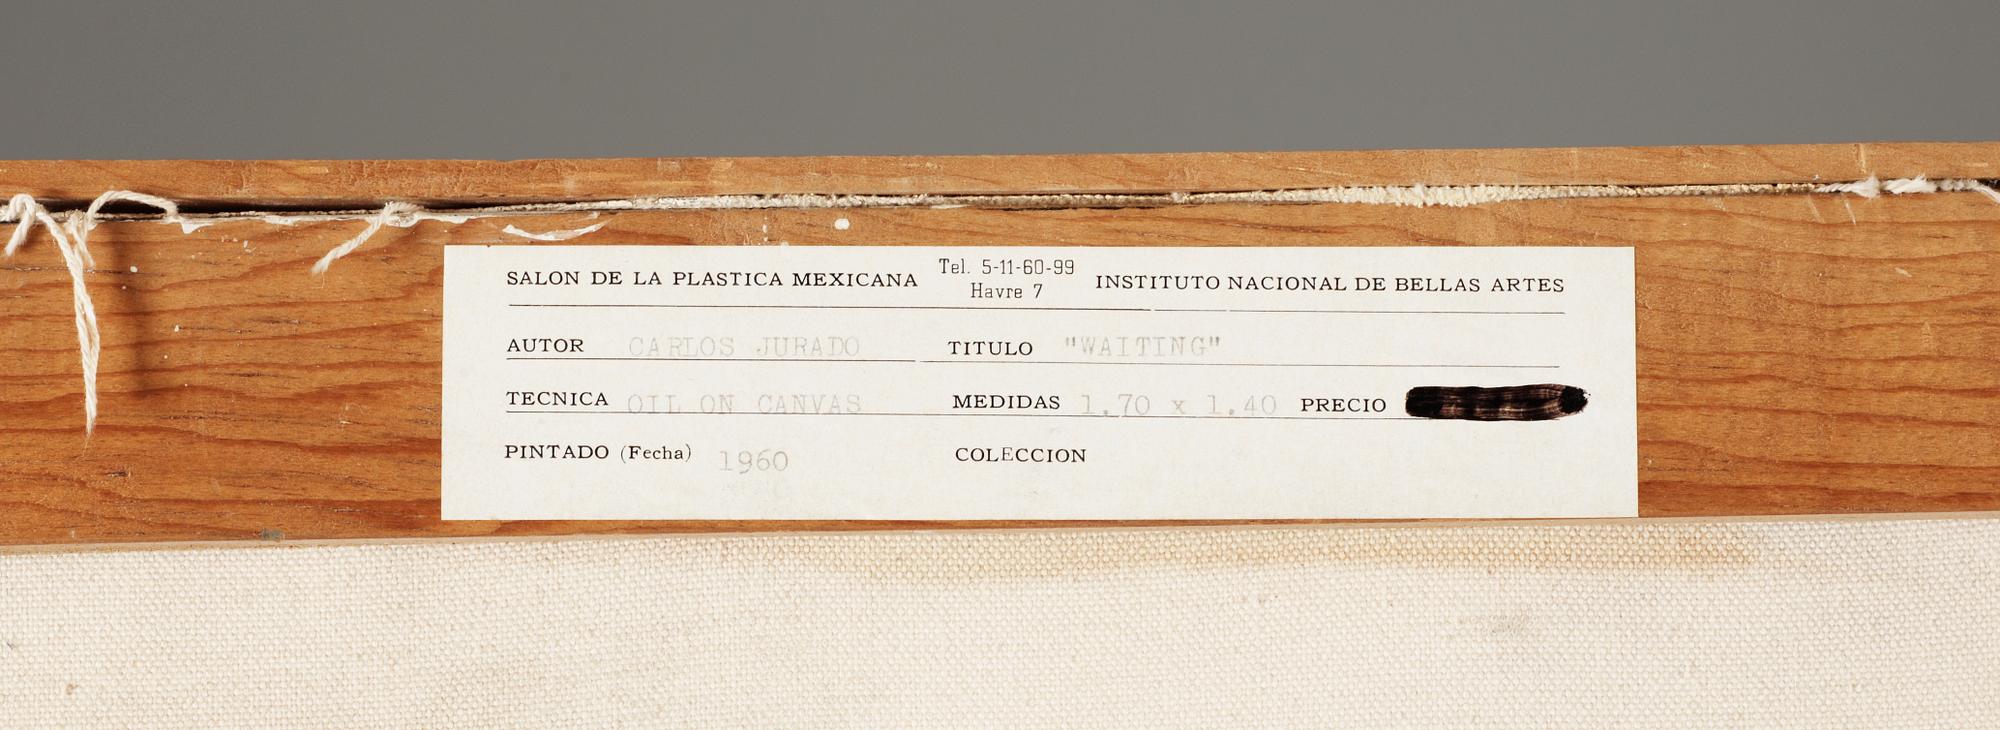 SALON DE LA PLASTICA MEXICANA Tel. 5-11-60-99 Havre 7 INSTITUTO NACIONAL DE BELLAS ARTES
AUTOR CARLOS JURADO TITULO "WAITING"
TECNICA OIL ON CANVAS MEDIDAS 1.70 x 1.40 PRECIO
PINTADO (Fecha) 1960 COLECCION